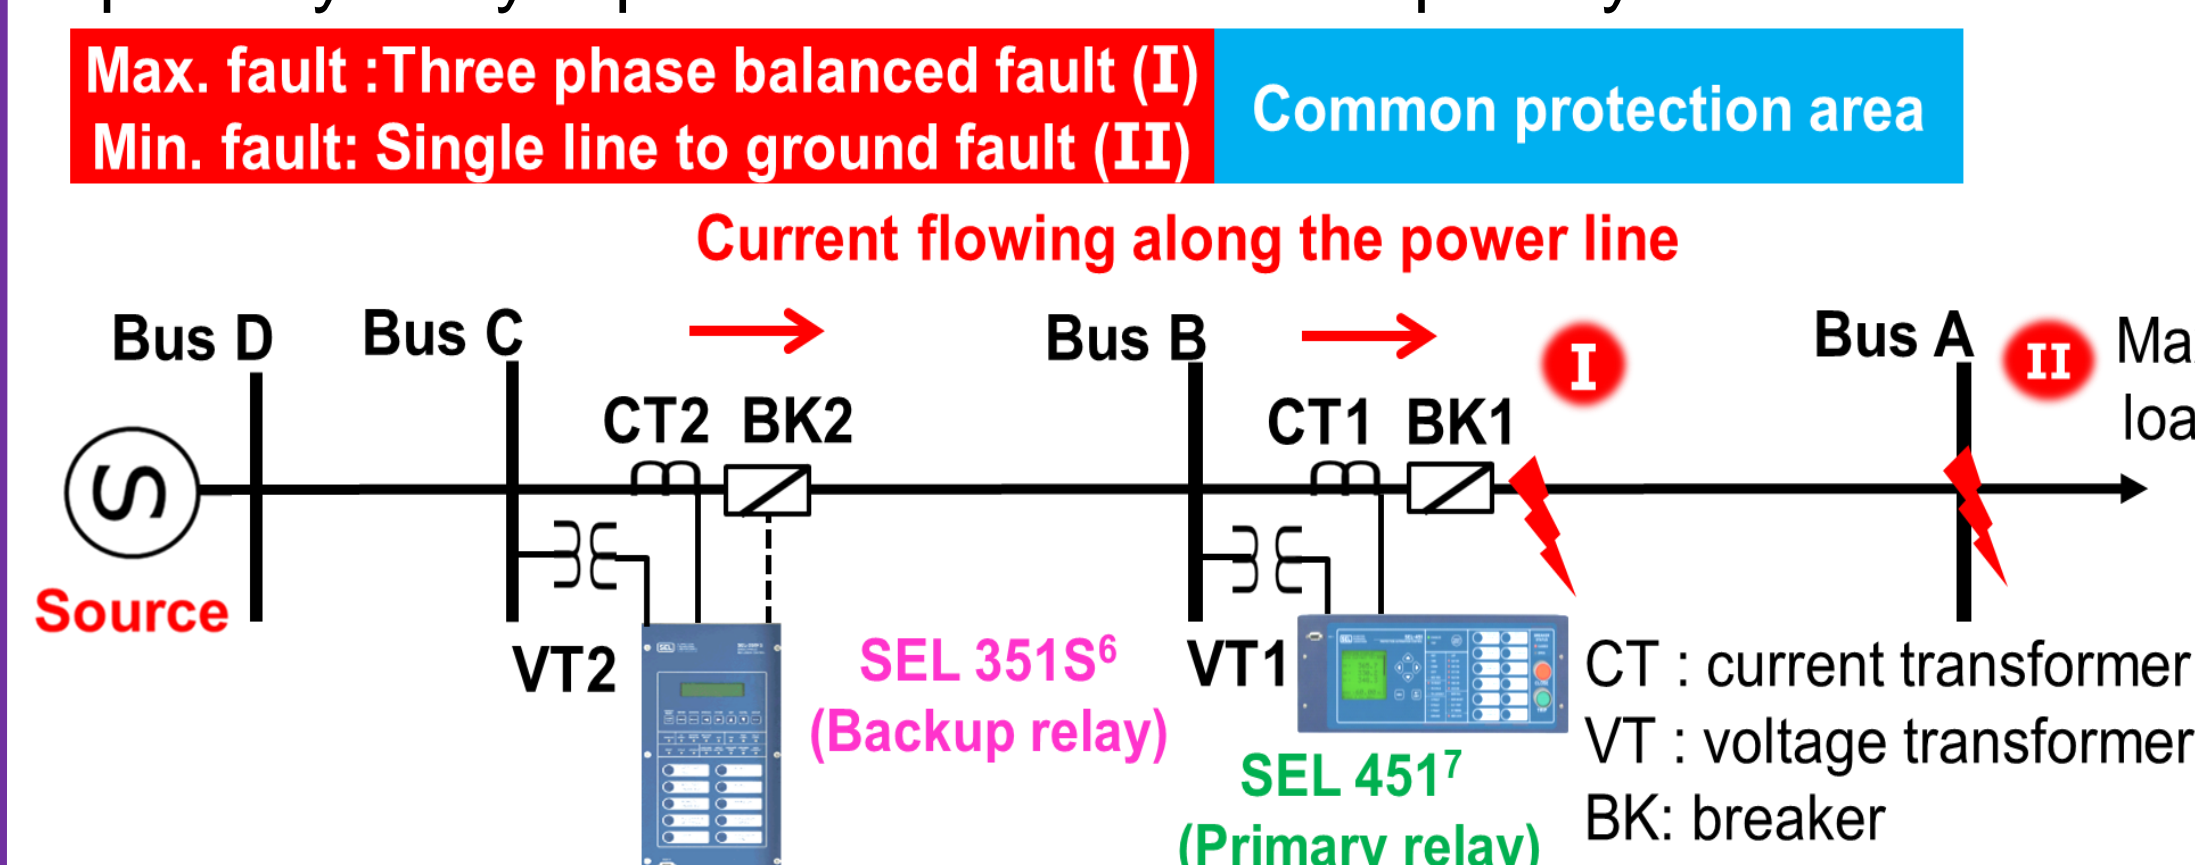 Max. fault :Three phase balanced fault (I)
Min. fault: Single line to ground fault (II)
Common protection area
Current flowing along the power line
Bus D
Bus C
Bus B
Bus A
I
II
Ma
loa
CT2 BK2
CT1 BK1
S
Source
VT2
SEL 351S⁶
(Backup relay)
VT1
SEL 451⁷
(Primary relay)
CT : current transformer
VT : voltage transformer
BK: breaker